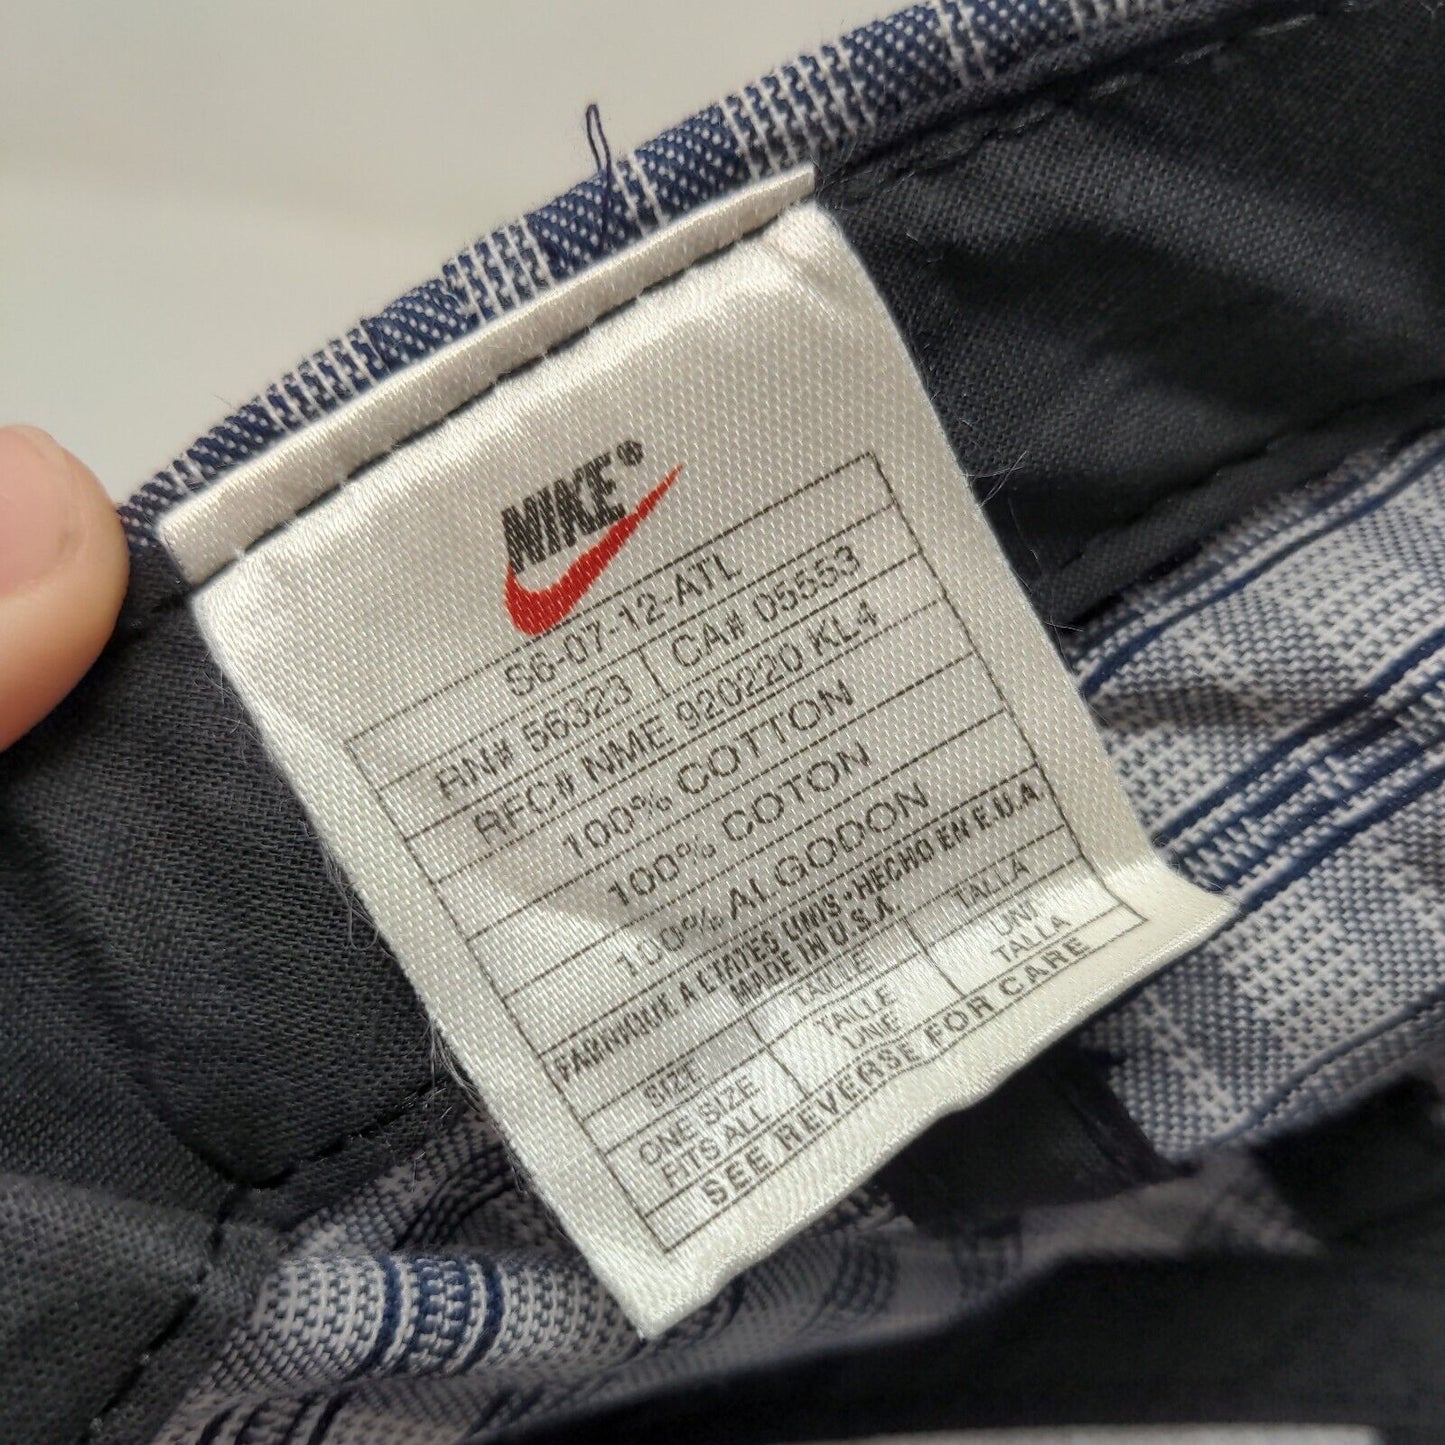 NIKE®
S6-07-12-ATL
RN# 56323 CA# 05553
RFC# NME 920220 KL4
100% COTTON
100% COTON
100% ALGODON
FABRIQUE A L'TATES UNIS · HECHO EN E.U.A.
MADE IN U.S.A.
SIZE TAILLE TALLA
ONE SIZE FITS ALL TAILLE UNE UNI TALLA
SEE REVERSE FOR CARE